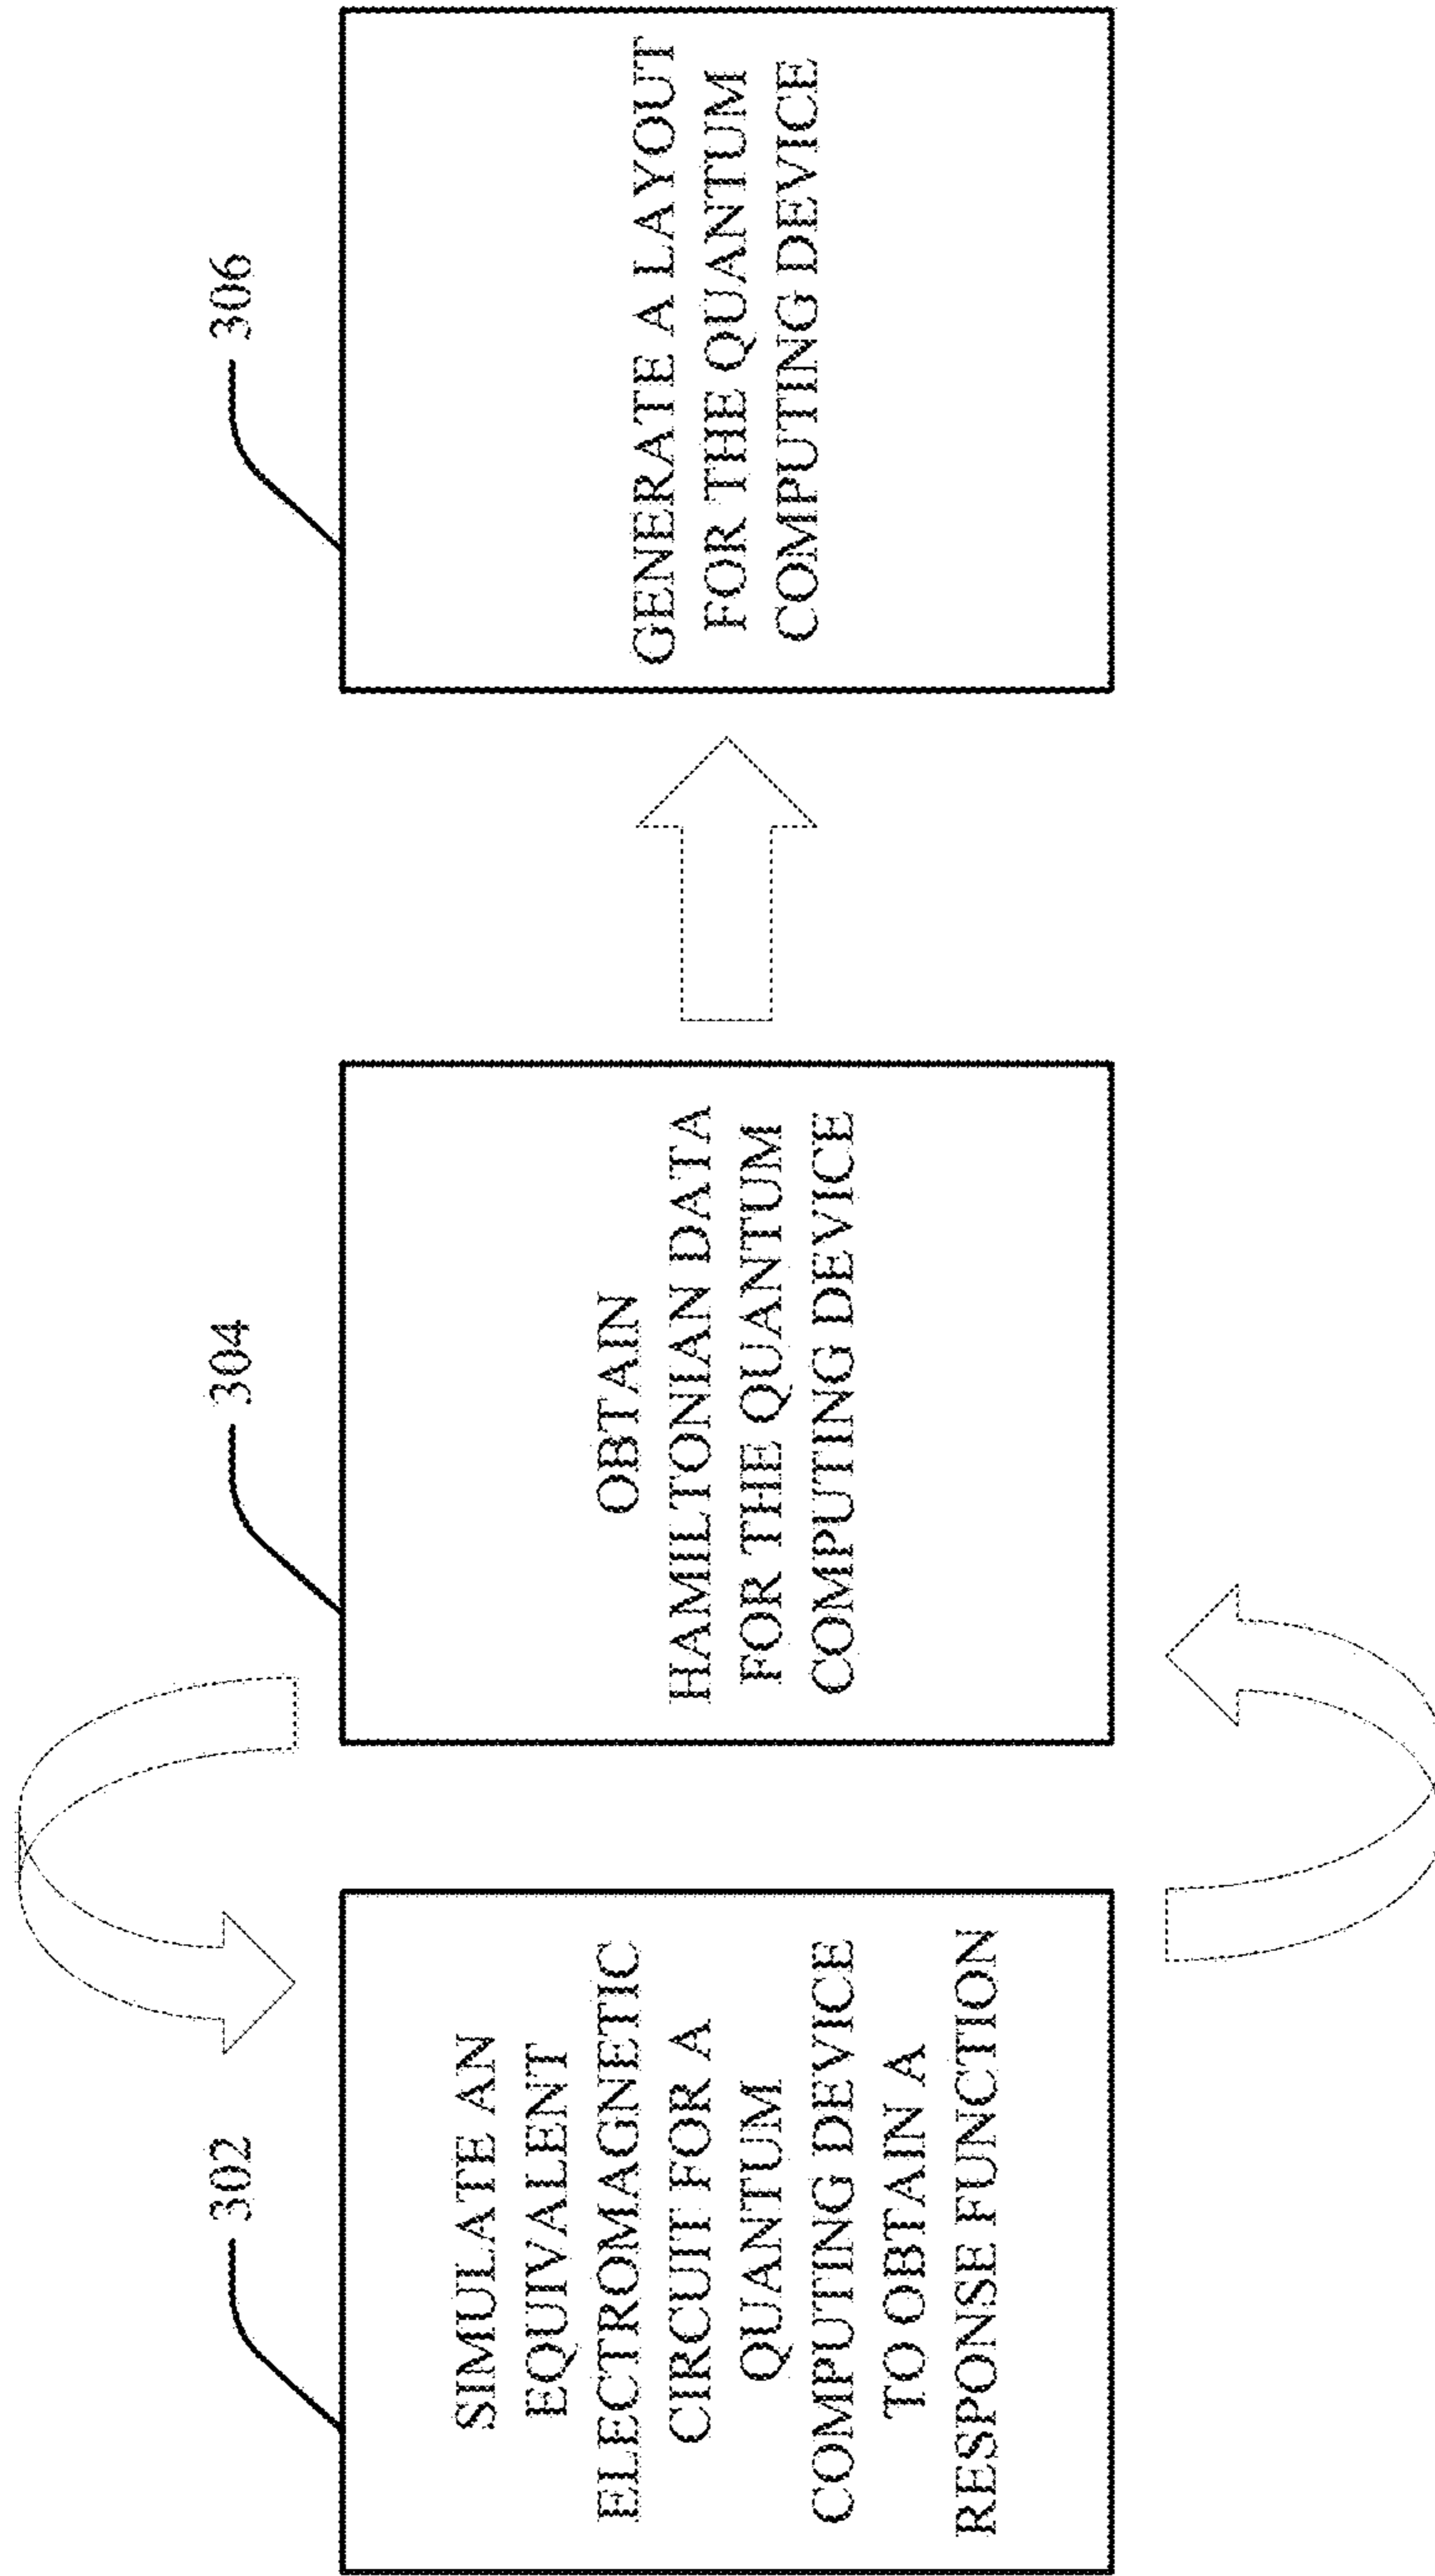 302
SIMULATE AN
EQUIVALENT
ELECTROMAGNETIC
CIRCUIT FOR A
QUANTUM
COMPUTING DEVICE
TO OBTAIN A
RESPONSE FUNCTION
304
OBTAIN
HAMILTONIAN DATA
FOR THE QUANTUM
COMPUTING DEVICE
306
GENERATE A LAYOUT
FOR THE QUANTUM
COMPUTING DEVICE